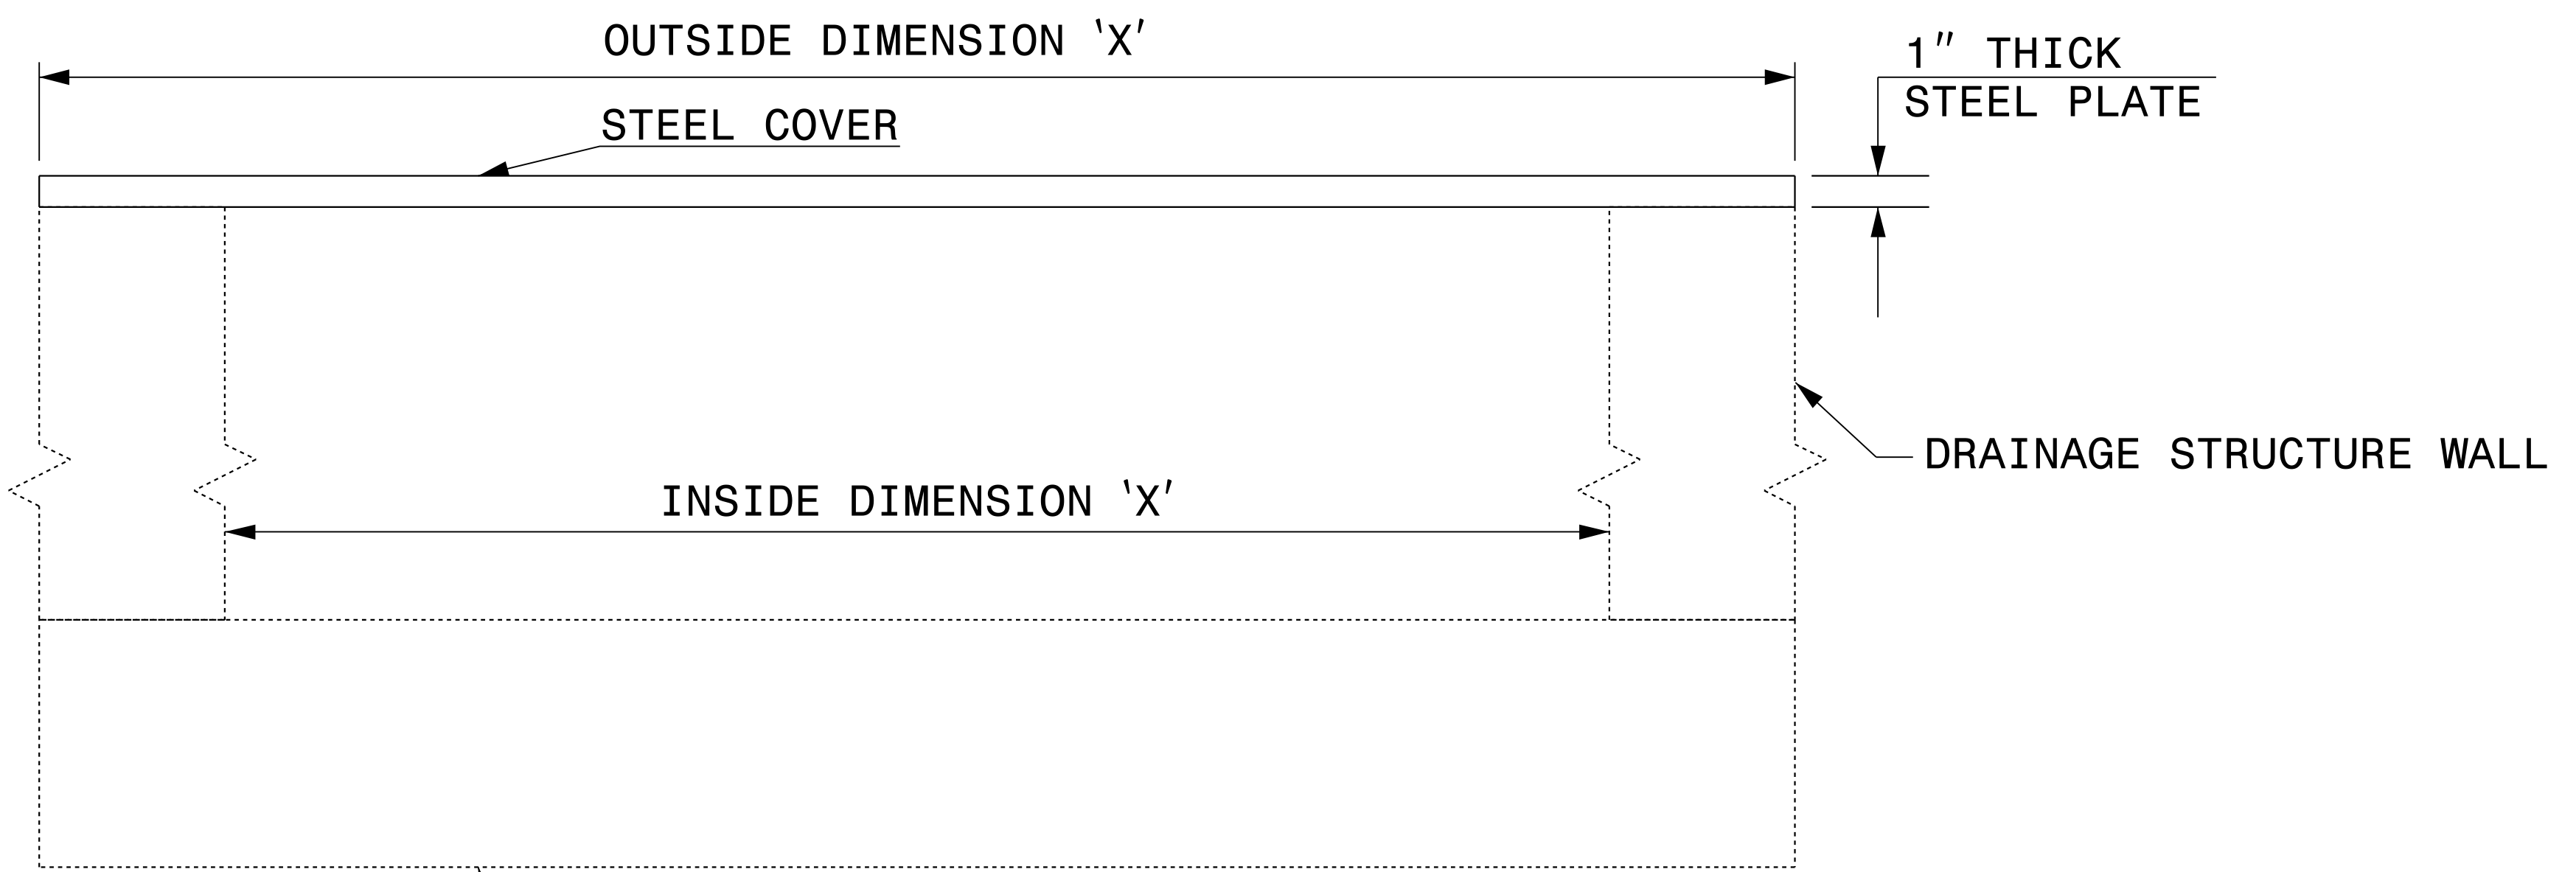 OUTSIDE DIMENSION 'X'
1" THICK
STEEL PLATE
STEEL COVER
DRAINAGE STRUCTURE WALL
INSIDE DIMENSION 'X'